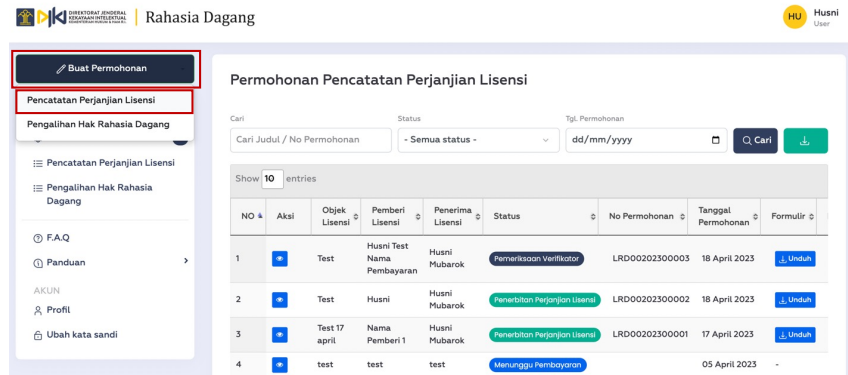 DIREKTORAT JENDERAL
KEKAYAAN INTELEKTUAL
Rahasia Dagang
HU
Husni
User
Buat Permohonan
Pencatatan Perjanjian Lisensi
Pengalihan Hak Rahasia Dagang
Pencatatan Perjanjian Lisensi
Pengalihan Hak Rahasia
Dagang
F.A.Q
Panduan
AKUN
Profil
Ubah kata sandi
Permohonan Pencatatan Perjanjian Lisensi
Cari
Status
Tgl. Permohonan
Cari Judul / No Permohonan
- Semua status -
dd/mm/yyyy
Cari
Show 10 entries
NO Aksi Objek Lisensi Pemberi Lisensi Penerima Lisensi Status No Permohonan Tanggal Permohonan Formulir
1 Test Husni Test Nama Pembayaran Husni Mubarok Pemeriksaan Verifikator LRD00202300003 18 April 2023 Unduh
2 Test Husni Husni Mubarok Penerbitan Perjanjian Lisensi LRD00202300002 18 April 2023 Unduh
3 Test 17 april Nama Pemberi 1 Husni Mubarok Penerbitan Perjanjian Lisensi LRD00202300001 17 April 2023 Unduh
4 test test test Menunggu Pembayaran 05 April 2023 -